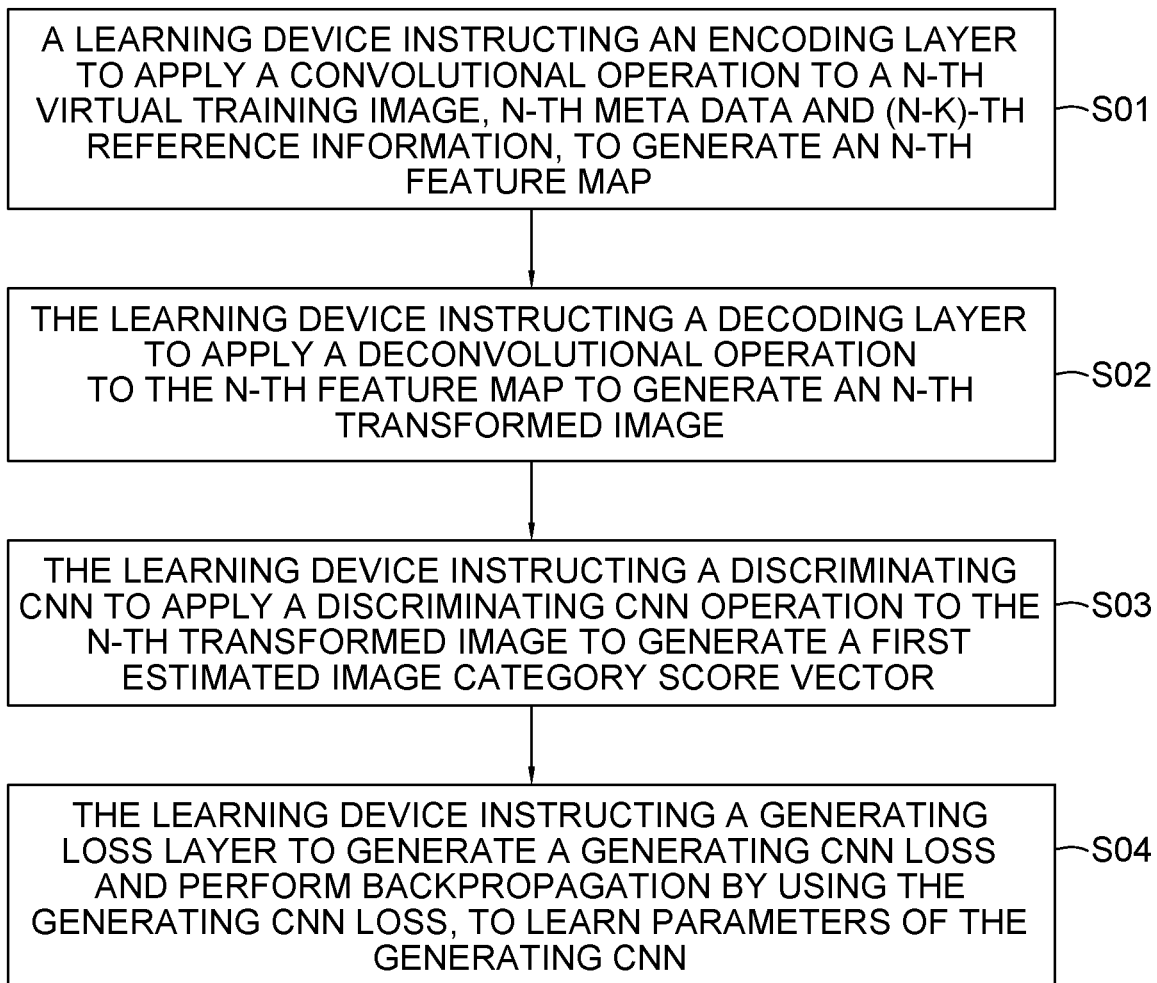 A LEARNING DEVICE INSTRUCTING AN ENCODING LAYER
TO APPLY A CONVOLUTIONAL OPERATION TO A N-TH
VIRTUAL TRAINING IMAGE, N-TH META DATA AND (N-K)-TH
REFERENCE INFORMATION, TO GENERATE AN N-TH
FEATURE MAP
S01
THE LEARNING DEVICE INSTRUCTING A DECODING LAYER
TO APPLY A DECONVOLUTIONAL OPERATION
TO THE N-TH FEATURE MAP TO GENERATE AN N-TH
TRANSFORMED IMAGE
S02
THE LEARNING DEVICE INSTRUCTING A DISCRIMINATING
CNN TO APPLY A DISCRIMINATING CNN OPERATION TO THE
N-TH TRANSFORMED IMAGE TO GENERATE A FIRST
ESTIMATED IMAGE CATEGORY SCORE VECTOR
S03
THE LEARNING DEVICE INSTRUCTING A GENERATING
LOSS LAYER TO GENERATE A GENERATING CNN LOSS
AND PERFORM BACKPROPAGATION BY USING THE
GENERATING CNN LOSS, TO LEARN PARAMETERS OF THE
GENERATING CNN
S04